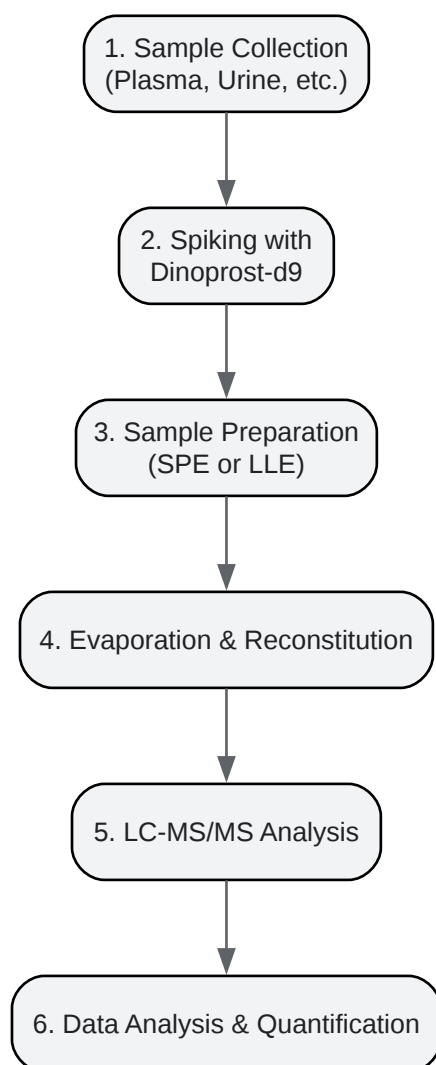 1. Sample Collection
(Plasma, Urine, etc.)
2. Spiking with
Dinoprost-d9
3. Sample Preparation
(SPE or LLE)
4. Evaporation & Reconstitution
5. LC-MS/MS Analysis
6. Data Analysis & Quantification